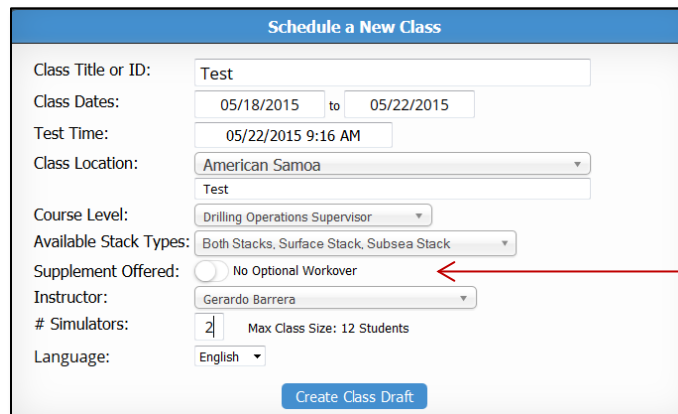 Schedule a New Class
Class Title or ID: Test
Class Dates: 05/18/2015 to 05/22/2015
Test Time: 05/22/2015 9:16 AM
Class Location: American Samoa
Test
Course Level: Drilling Operations Supervisor
Available Stack Types: Both Stacks, Surface Stack, Subsea Stack
Supplement Offered: No Optional Workover
Instructor: Gerardo Barrera
# Simulators: 2 Max Class Size: 12 Students
Language: English
Create Class Draft